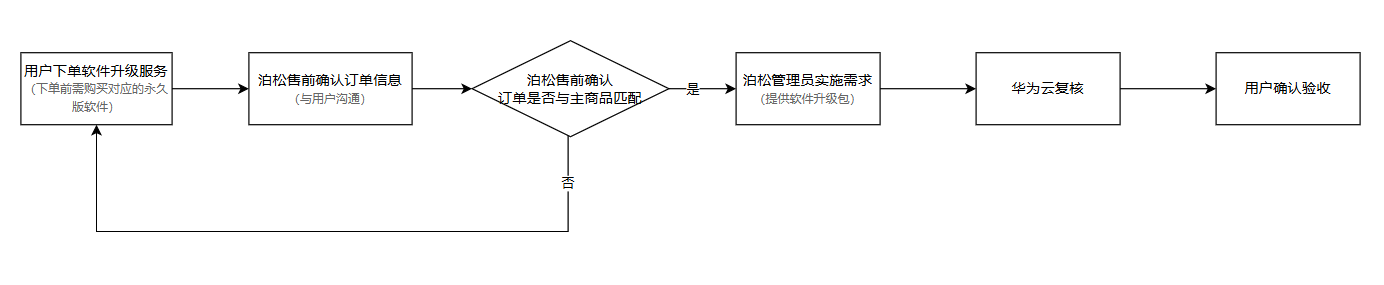 用户下单软件升级服务
（下单前需购买对应的永久
版软件）
泊松售前确认订单信息
（与用户沟通）
泊松售前确认
订单是否与主商品匹配
是
泊松管理员实施需求
（提供软件升级包）
华为云复核
用户确认验收
否